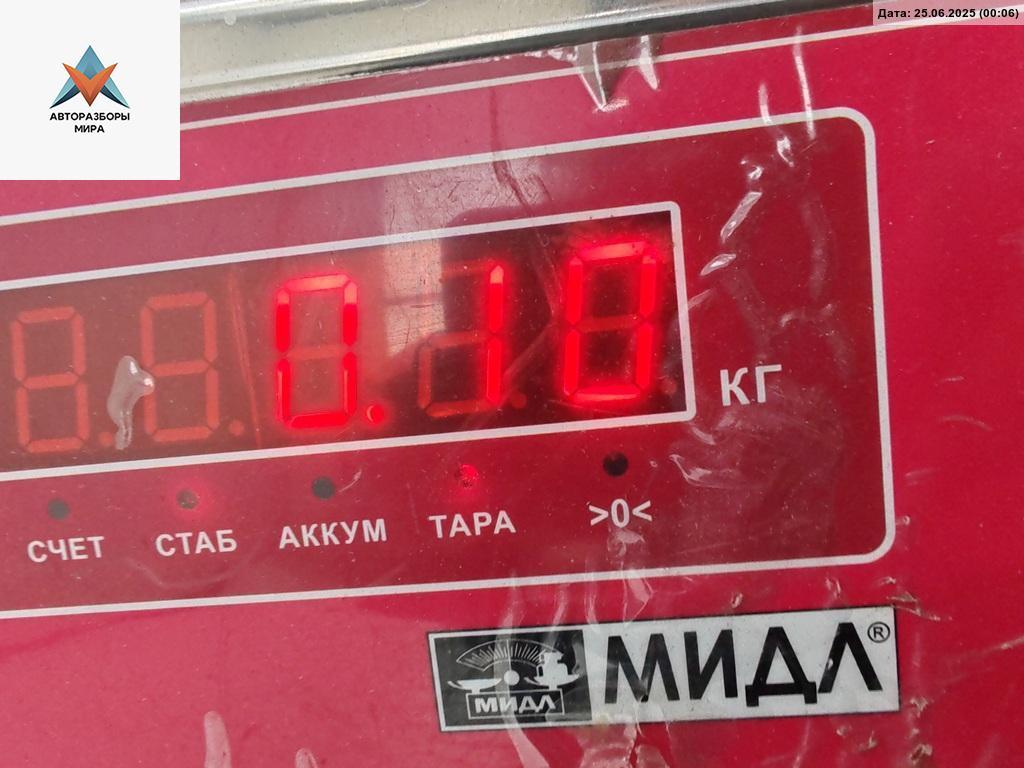 Дата: 25.06.2025 (00:06)
АВТОРАЗБОРЫ
МИРА
0.10
КГ
СЧЕТ СТАБ АККУМ ТАРА >0<
МИДЛ МИДЛ®